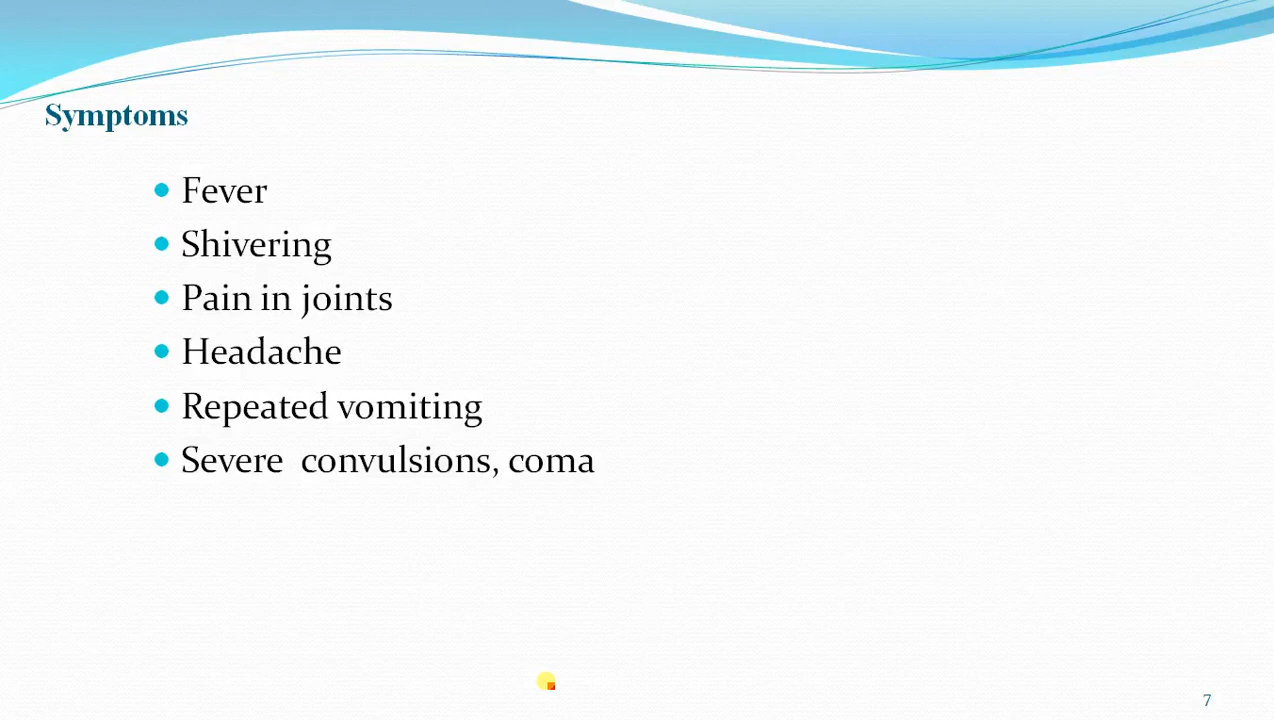 Symptoms
Fever
Shivering
Pain in joints
Headache
Repeated vomiting
Severe  convulsions, coma
7